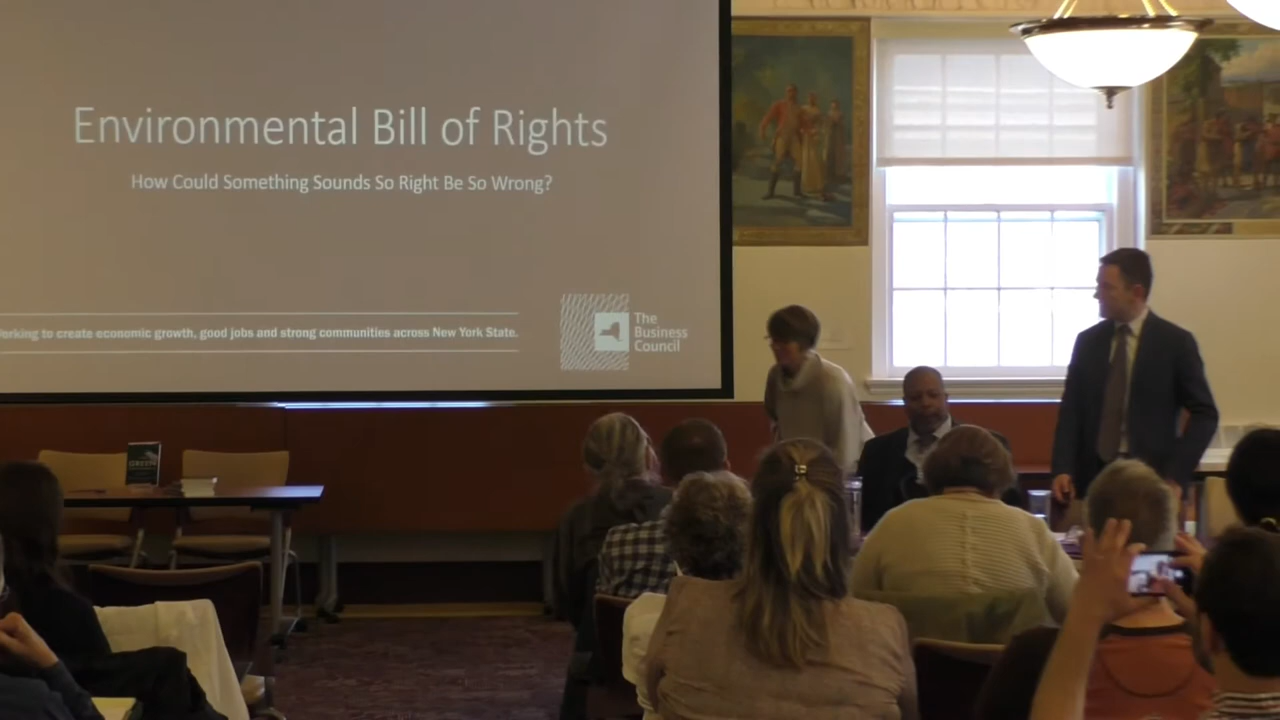 Environmental Bill of Rights
How Could Something Sounds So Right Be So Wrong?
orking to create economic growth, good jobs and strong communities across New York State.
The
Business
Council